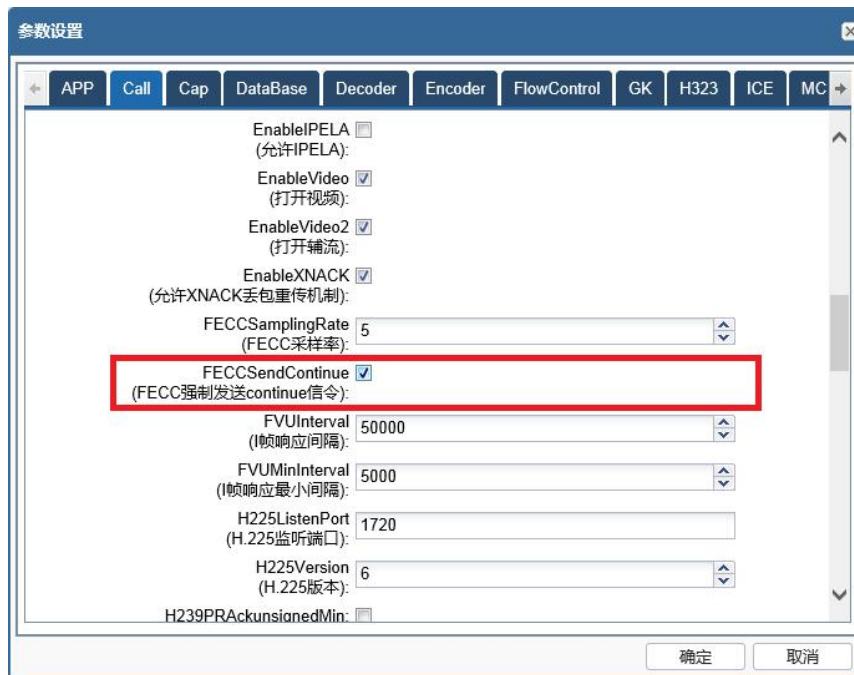 参数设置
APP Call Cap DataBase Decoder Encoder FlowControl GK H323 ICE MC
EnableIPELA
(允许IPELA):
EnableVideo
(打开视频):
EnableVideo2
(打开辅流):
EnableXNACK
(允许XNACK丢包重传机制):
FECCSamplingRate 5
(FECC采样率):
FECCSendContinue
(FECC强制发送continue信令):
FVUInterval 50000
(I帧响应间隔):
FVUMinInterval 5000
(I帧响应最小间隔):
H225ListenPort 1720
(H.225监听端口):
H225Version 6
(H.225版本):
H239PRAckunsignedMin:
确定 取消